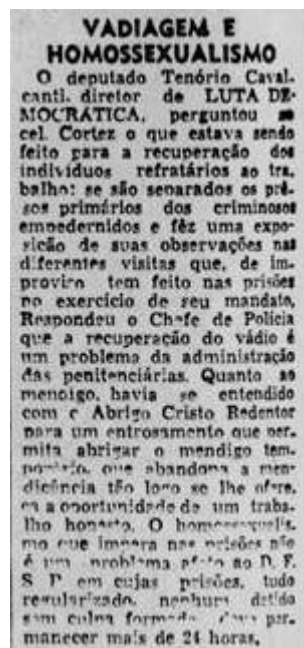 VADIAGEM E
HOMOSSEXUALISMO
O deputado Tenório Caval-
canti, diretor de LUTA DE-
MOCRÁTICA, perguntou ao
cel. Cortez o que estava sendo
feito para a recuperação dos
indivíduos refratários ao tra-
balho; se são separados os pre-
sos primários dos criminosos
empedernidos e fêz uma expo-
sição de suas observações nas
diferentes visitas que, de im-
proviso tem feito nas prisões
no exercício de seu mandato.
Respondeu o Chefe de Polícia
que a recuperação do vádio é
um problema da administração
das penitenciárias. Quanto ao
mendigo, havia se entendido
com o Abrigo Cristo Redentor
para um entrosamento que per-
mita abrigar o mendigo tem-
porário, que abandona a men-
dicância tão logo se lhe ofere-
ça a oportunidade de um traba-
lho honesto. O homossexualis-
mo que impera nas prisões não
é um problema afeto ao D. F.
S. P. em cujas prisões, tudo
regularizado, nenhum detido
sem culpa formada, deve per-
manecer mais de 24 horas.